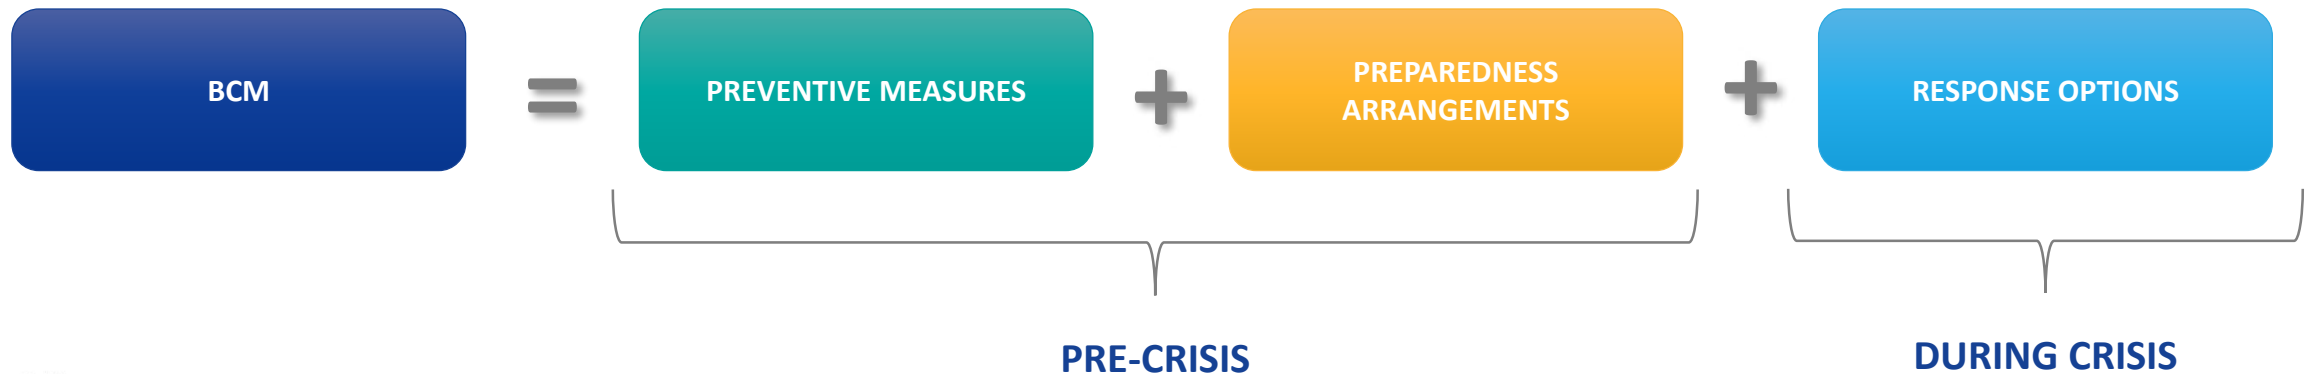 BCM
=
PREVENTIVE MEASURES
+
PREPAREDNESS
ARRANGEMENTS
+
RESPONSE OPTIONS
PRE-CRISIS
DURING CRISIS